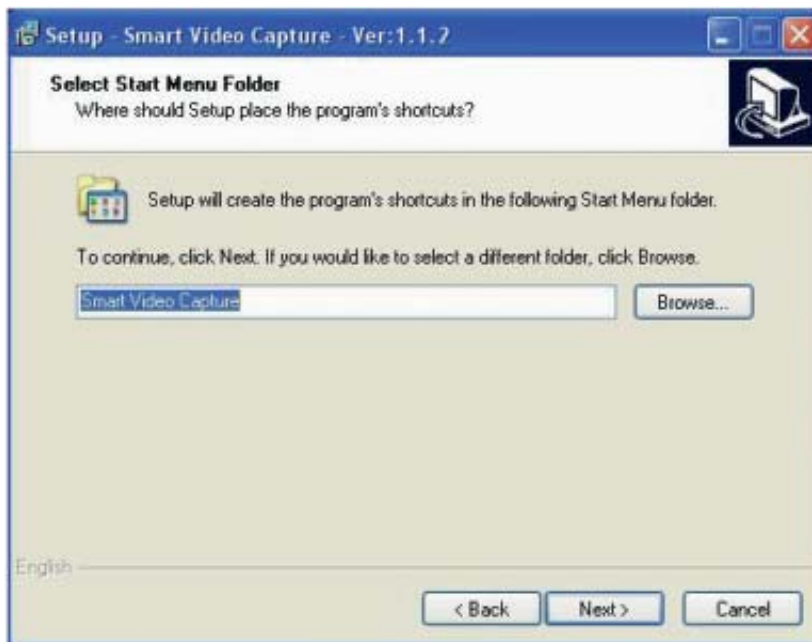 Setup - Smart Video Capture - Ver:1.1.2
Select Start Menu Folder
Where should Setup place the program's shortcuts?
Setup will create the program's shortcuts in the following Start Menu folder.
To continue, click Next. If you would like to select a different folder, click Browse.
Smart Video Capture
Browse...
English
< Back
Next >
Cancel